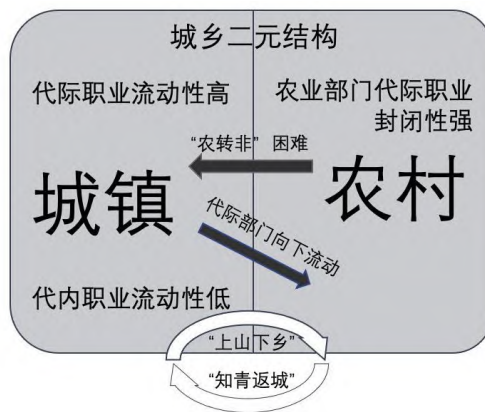 城乡二元结构
代际职业流动性高
农业部门代际职业
封闭性强
“农转非” 困难
城镇
农村
代际部门向下流动
代内职业流动性低
“上山下乡”
“知青返城”